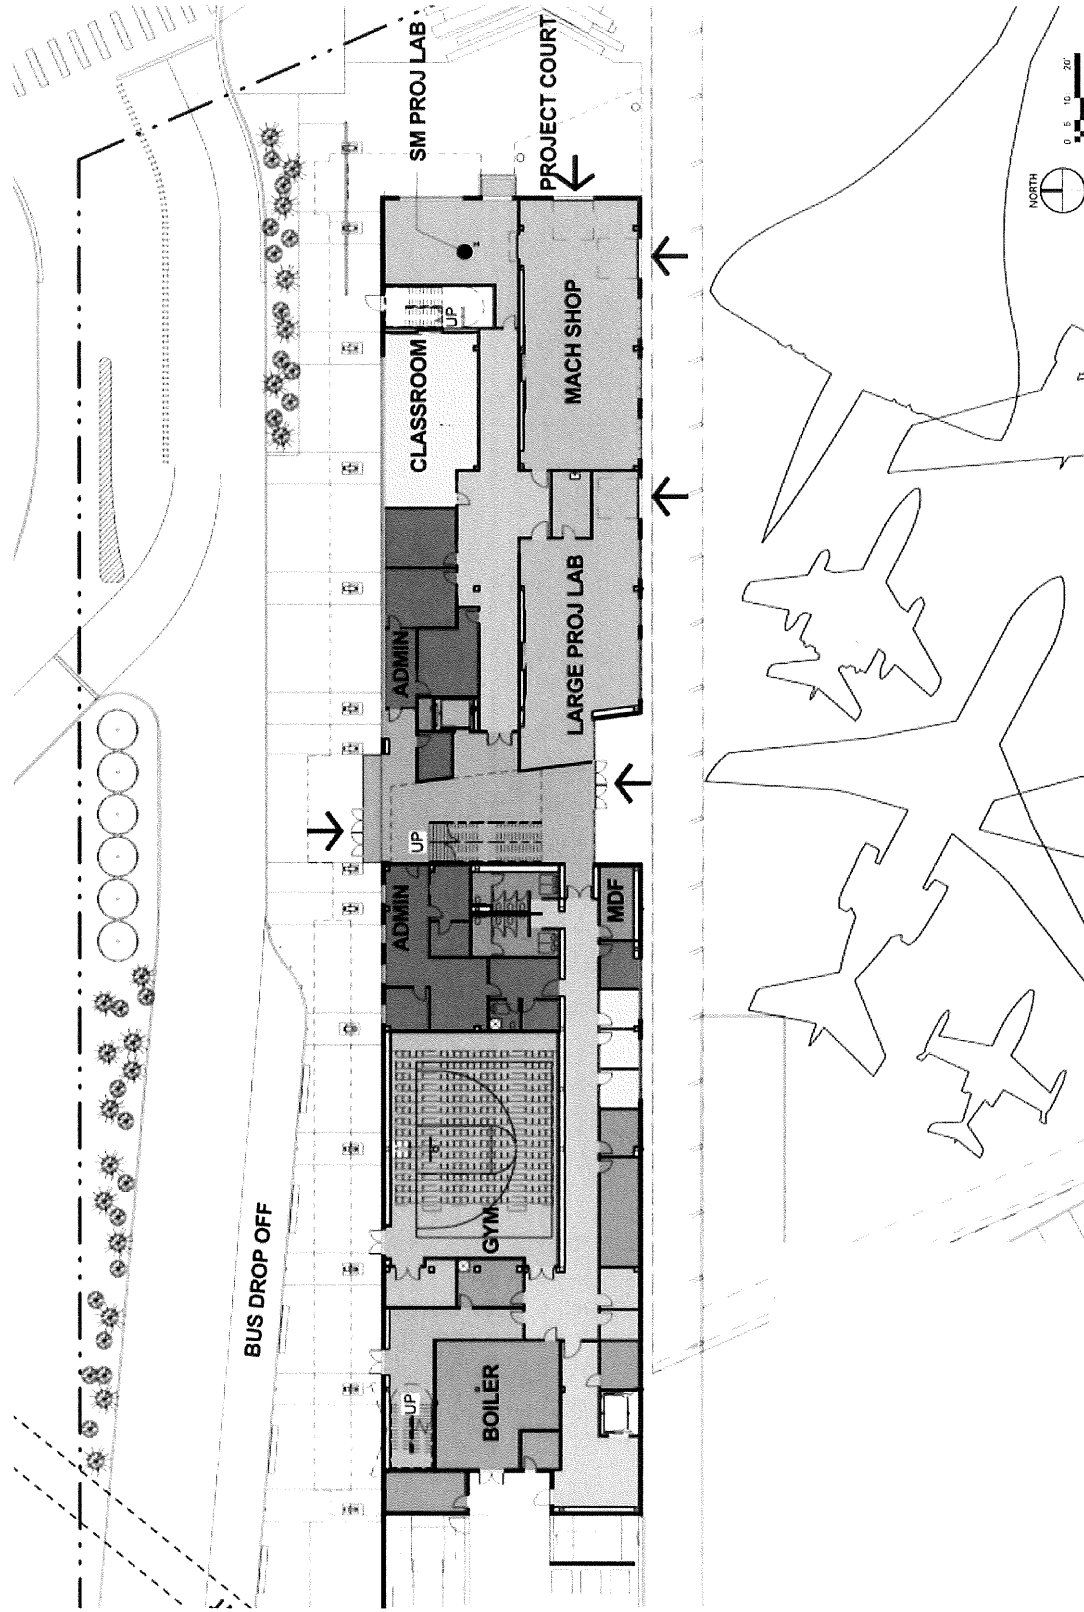 SM PROJ LAB
PROJECT COURT
0 5 10 20'
NORTH
UP
CLASSROOM
MACH SHOP
ADMIN
LARGE PROJ LAB
UP
ADMIN
MDF
GYM
BUS DROP OFF
UP
BOILER